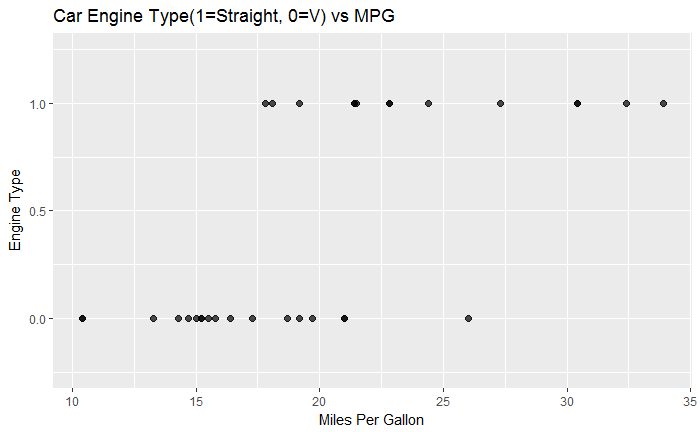 Car Engine Type(1=Straight, 0=V) vs MPG
1.0
0.5
0.0
Engine Type
10 15 20 25 30 35
Miles Per Gallon